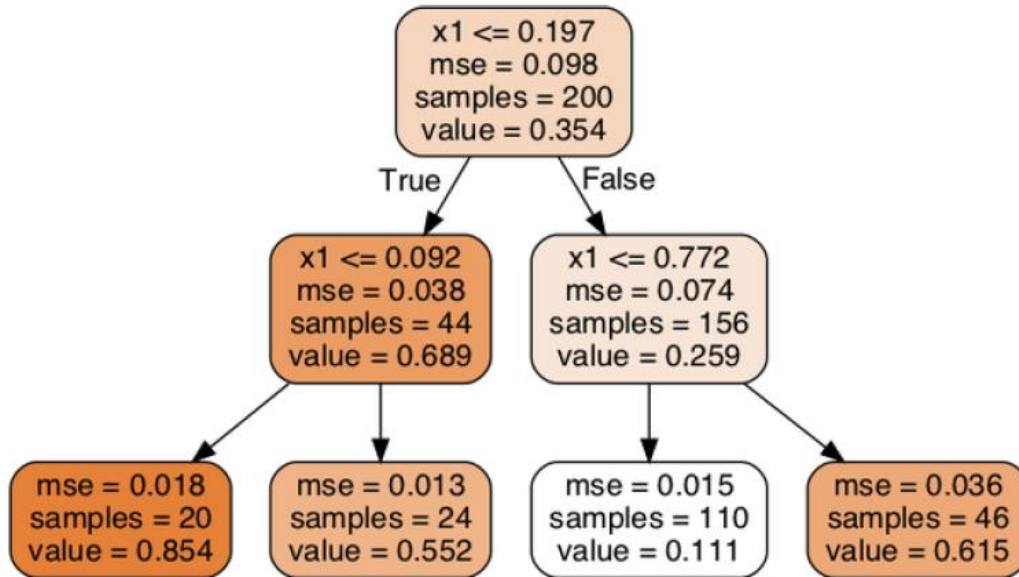 x1 <= 0.197
mse = 0.098
samples = 200
value = 0.354
True
False
x1 <= 0.092
mse = 0.038
samples = 44
value = 0.689
x1 <= 0.772
mse = 0.074
samples = 156
value = 0.259
mse = 0.018
samples = 20
value = 0.854
mse = 0.013
samples = 24
value = 0.552
mse = 0.015
samples = 110
value = 0.111
mse = 0.036
samples = 46
value = 0.615